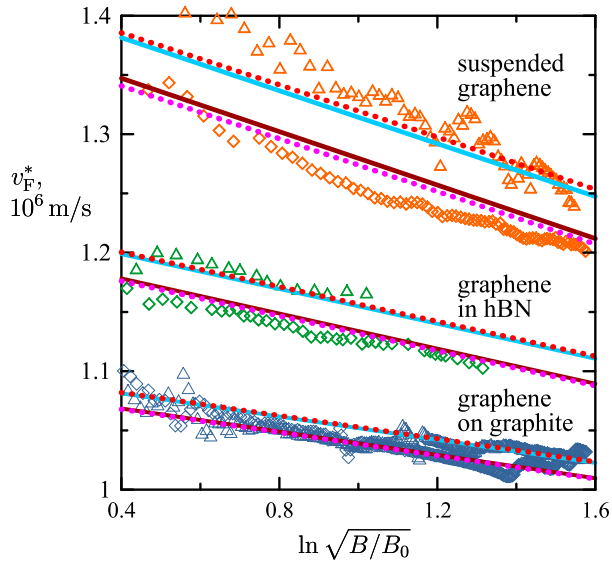 1.4
1.3
1.2
1.1
1
v*F,
10⁶ m/s
suspended
graphene
graphene
in hBN
graphene
on graphite
0.4 0.8 1.2 1.6
ln √B/B₀